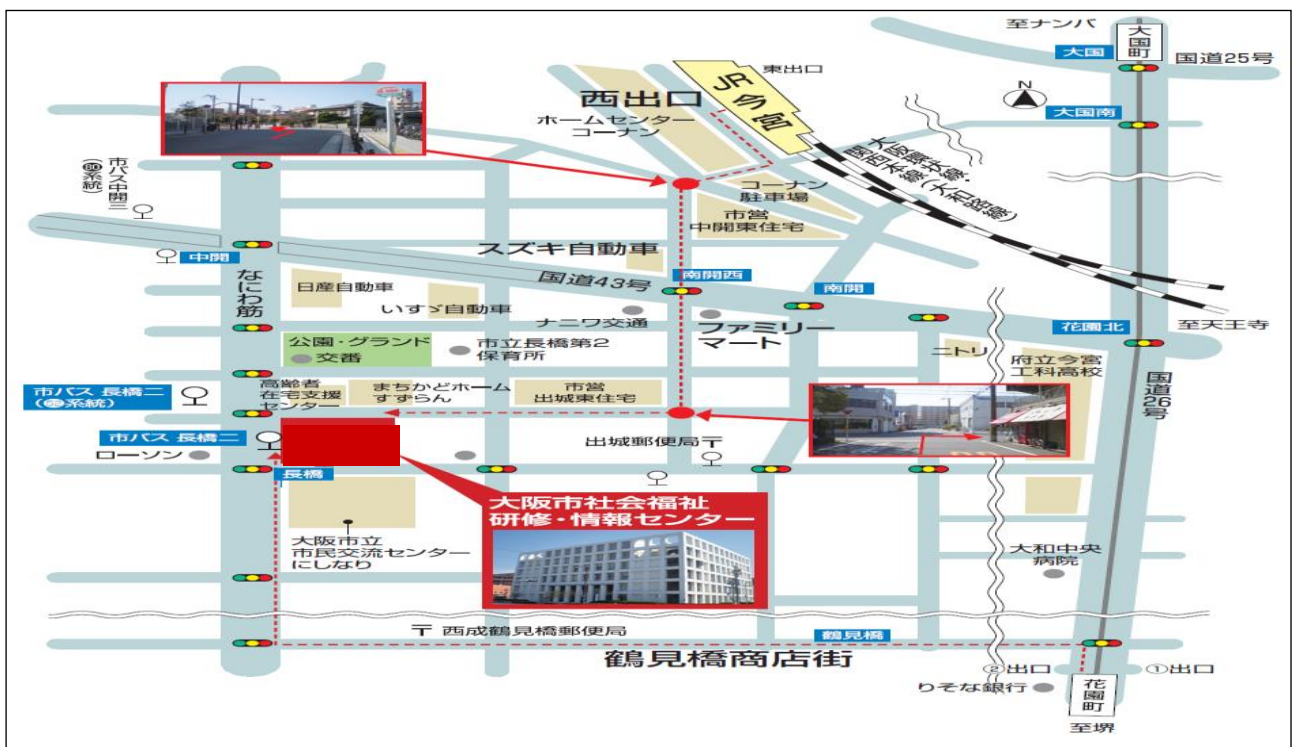 至ナンバ
大国町
大国
国道25号
東出口
JR今宮
西出口
ホームセンター
コーナン
N
大国南
大阪環状線・
関西本線(大和路線)
市バス中開三
(80系統)
コーナン
駐車場
市営
中開東住宅
スズキ自動車
中開
国道43号
南開西
南開
なにわ筋
日産自動車
いすゞ自動車
ナニワ交通
ファミリー
マート
花園北
至天王寺
公園・グランド
交番
市立長橋第2
保育所
ニトリ
府立今宮
工科高校
国道26号
市バス 長橋二
高齢者
在宅支援
センター
まちかどホーム
すずらん
市営
出城東住宅
市バス 長橋二
ローソン
出城郵便局〒
長橋
大阪市社会福祉
研修・情報センター
大阪市立
市民交流センター
にしなり
大和中央
病院
〒西成鶴見橋郵便局
鶴見橋
鶴見橋商店街
②出口
①出口
りそな銀行
花園町
至堺